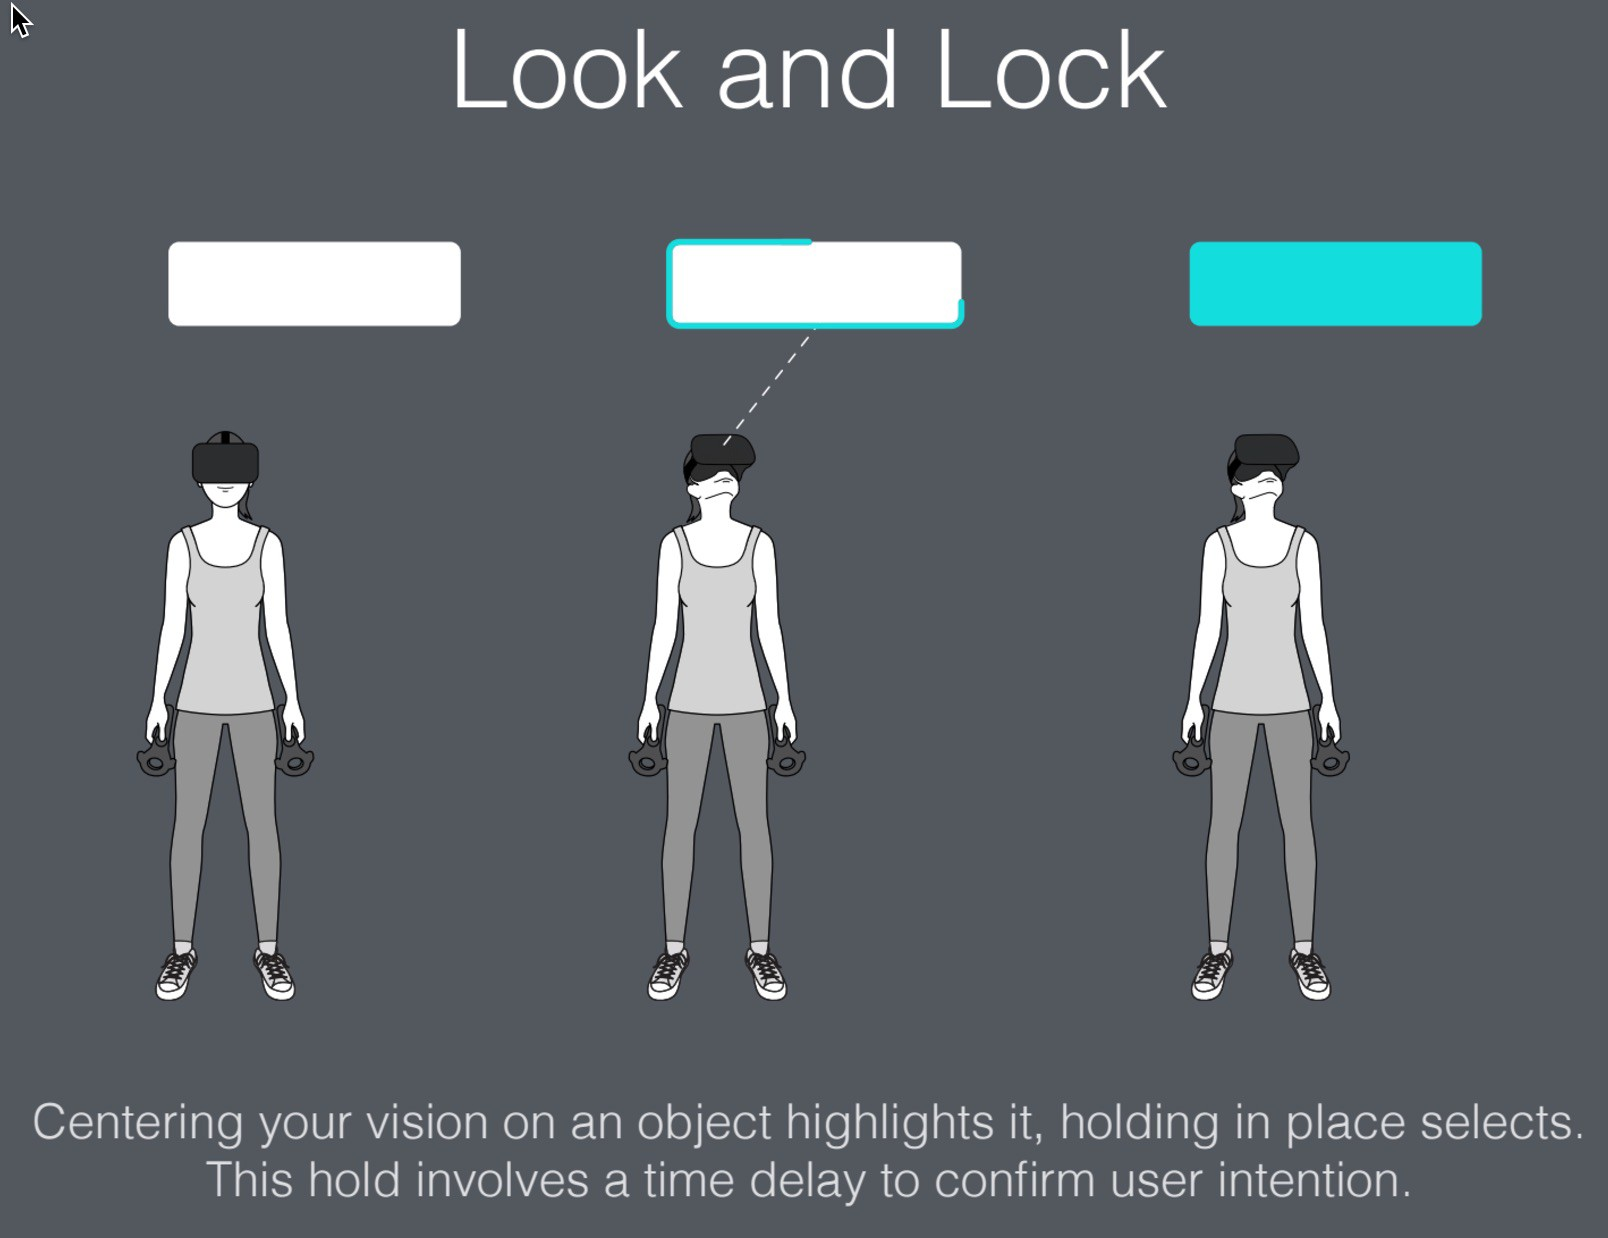 Look and Lock
Centering your vision on an object highlights it, holding in place selects.
This hold involves a time delay to confirm user intention.